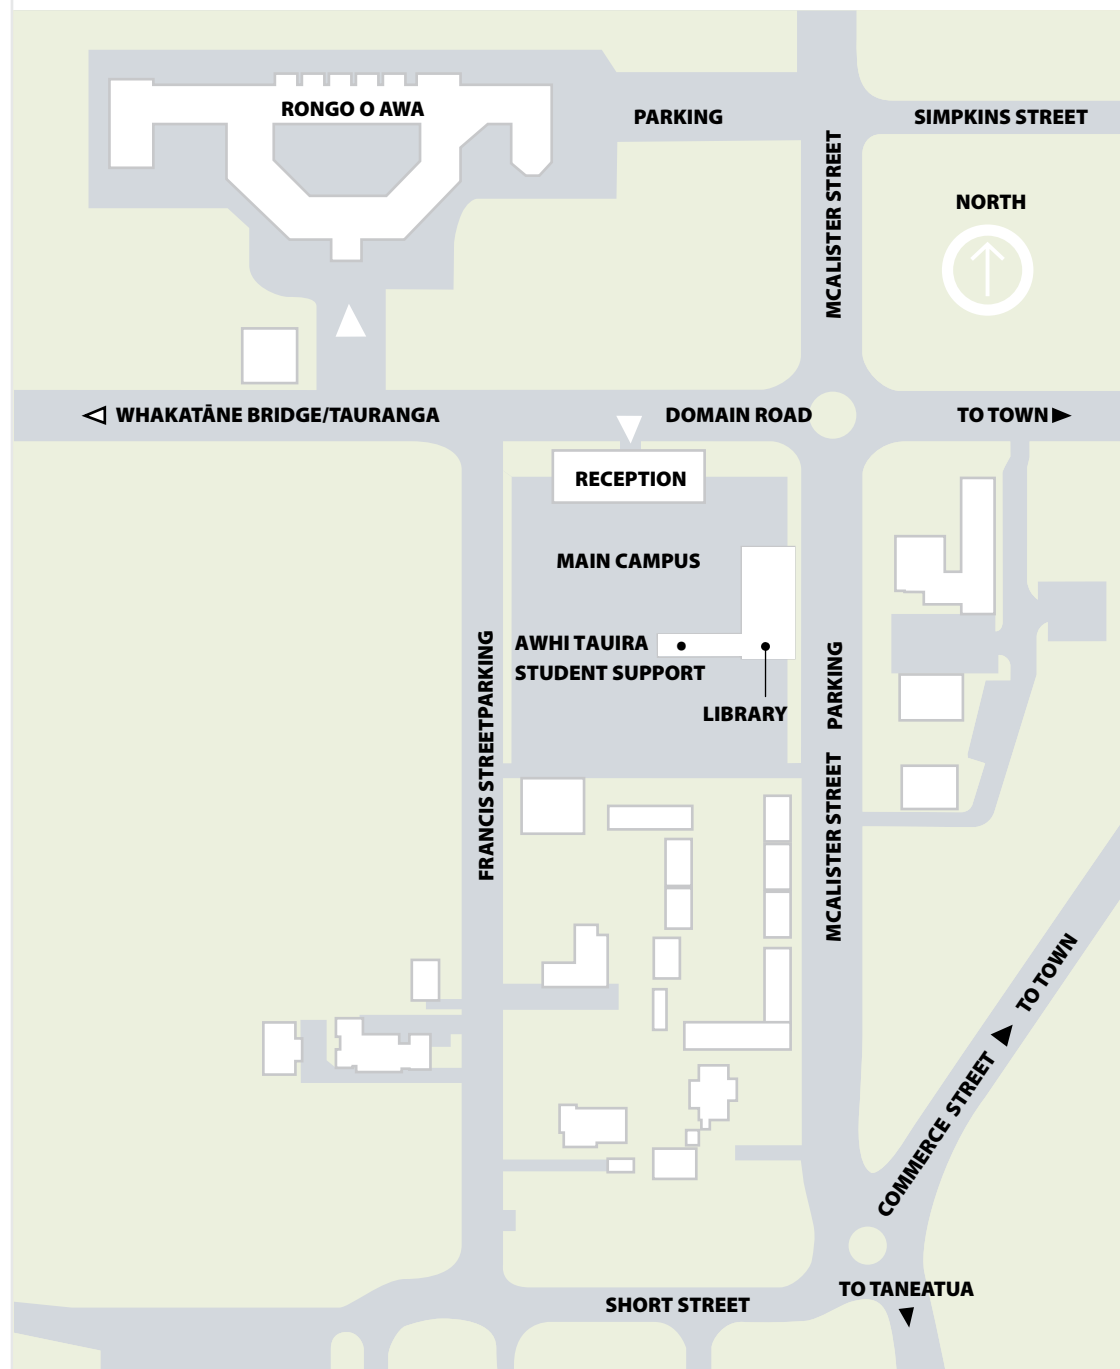 RONGO O AWA
PARKING
SIMPKINS STREET
MCALISTER STREET
NORTH
WHAKATĀNE BRIDGE/TAURANGA
DOMAIN ROAD
TO TOWN
RECEPTION
MAIN CAMPUS
AWHI TAUIRA
STUDENT SUPPORT
LIBRARY
FRANCIS STREETPARKING
MCALISTER STREET PARKING
COMMERCE STREET
TO TOWN
TO TANEATUA
SHORT STREET